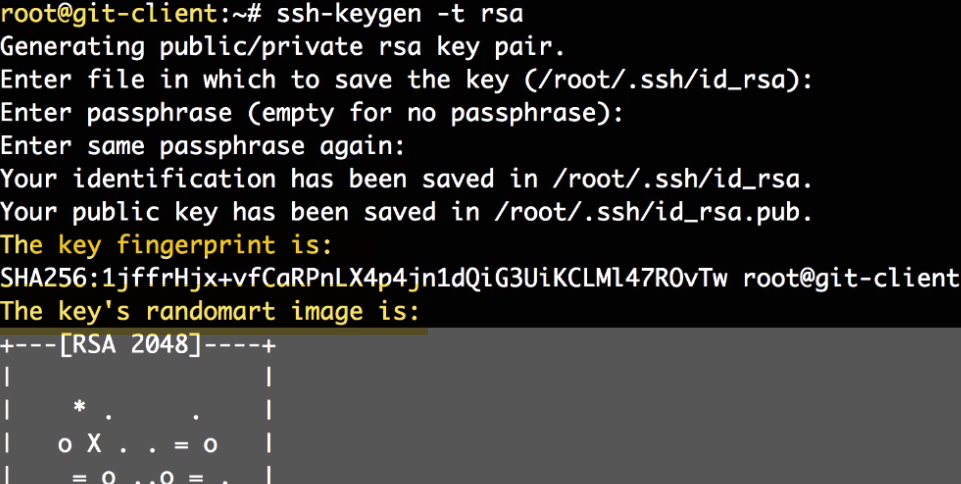 root@git-client:~# ssh-keygen -t rsa
Generating public/private rsa key pair.
Enter file in which to save the key (/root/.ssh/id_rsa):
Enter passphrase (empty for no passphrase):
Enter same passphrase again:
Your identification has been saved in /root/.ssh/id_rsa.
Your public key has been saved in /root/.ssh/id_rsa.pub.
The key fingerprint is:
SHA256:1jffrHjx+vfCaRPnLX4p4jn1dQiG3UiKCLMl47ROvTw root@git-client
The key's randomart image is:
+---[RSA 2048]----+
|                 |
|    * .     .    |
|   o X . . = o   |
|    = o ..o = .  |